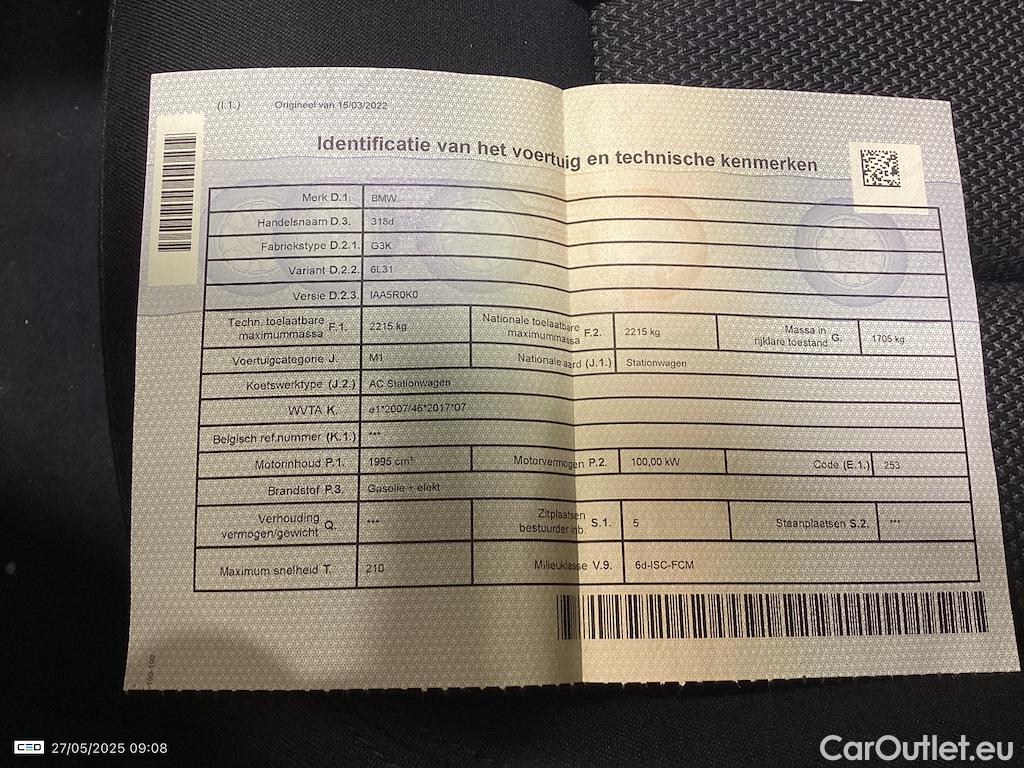 (I.1.) Origineel van 15/03/2022
Identificatie van het voertuig en technische kenmerken
Merk D.1. BMW
Handelsnaam D.3. 318d
Fabriekstype D.2.1. G3K
Variant D.2.2. 6L31
Versie D.2.3. IAA5R0K0
Techn. toelaatbare maximummassa F.1. 2215 kg Nationale toelaatbare maximummassa F.2. 2215 kg Massa in rijklare toestand G. 1705 kg
Voertuigcategorie J. M1 Nationale aard (J.1.) Stationwagen
Koetswerktype (J.2.) AC Stationwagen
WVTA K. e1*2007/46*2017*07
Belgisch ref.nummer (K.1.) ***
Motorinhoud P.1. 1995 cm³ Motorvermogen P.2. 100,00 kW Code (E.1.) 253
Brandstof P.3. Gasolie + elekt
Verhouding vermogen/gewicht Q. *** Zitplaatsen bestuurder inb. S.1. 5 Staanplaatsen S.2. ***
Maximum snelheid T. 210 Milieuklasse V.9. 6d-ISC-FCM
CEO 27/05/2025 09:08
CarOutlet.eu